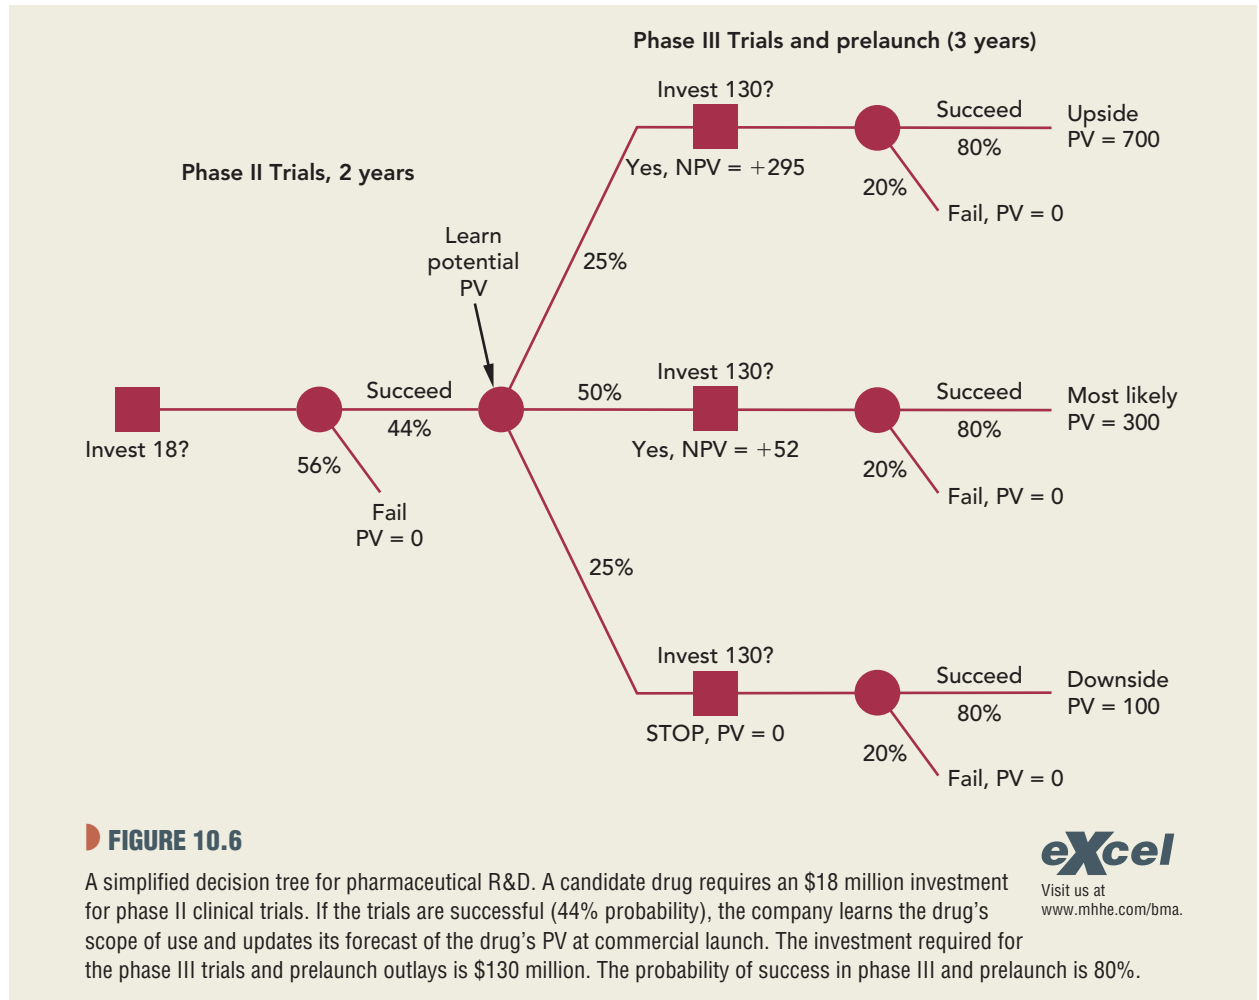 Phase III Trials and prelaunch (3 years)
Invest 130?
Succeed
80%
Upside
PV = 700
Yes, NPV = +295
20%
Fail, PV = 0
Phase II Trials, 2 years
Learn
potential
PV
25%
Invest 18?
Succeed
44%
56%
Fail
PV = 0
50%
Invest 130?
Yes, NPV = +52
Succeed
80%
Most likely
PV = 300
20%
Fail, PV = 0
25%
Invest 130?
STOP, PV = 0
Succeed
80%
Downside
PV = 100
20%
Fail, PV = 0
FIGURE 10.6
A simplified decision tree for pharmaceutical R&D. A candidate drug requires an $18 million investment
for phase II clinical trials. If the trials are successful (44% probability), the company learns the drug's
scope of use and updates its forecast of the drug's PV at commercial launch. The investment required for
the phase III trials and prelaunch outlays is $130 million. The probability of success in phase III and prelaunch is 80%.
eXcel
Visit us at
www.mhhe.com/bma.